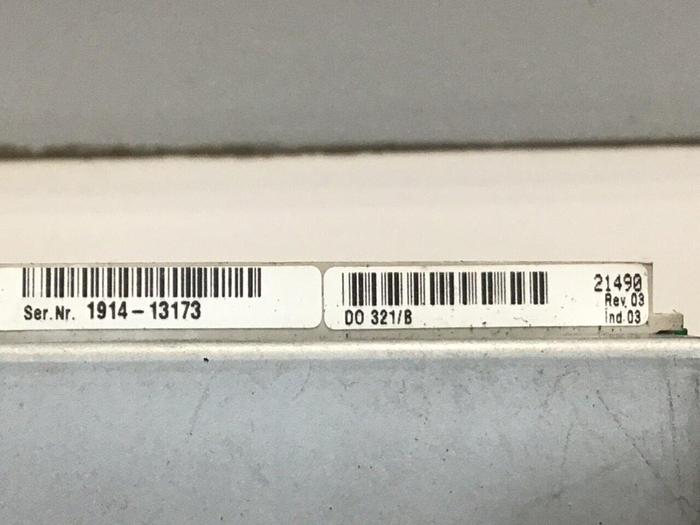 Ser.Nr. 1914-13173
DO 321/B
21490
Rev. 03
Ind. 03